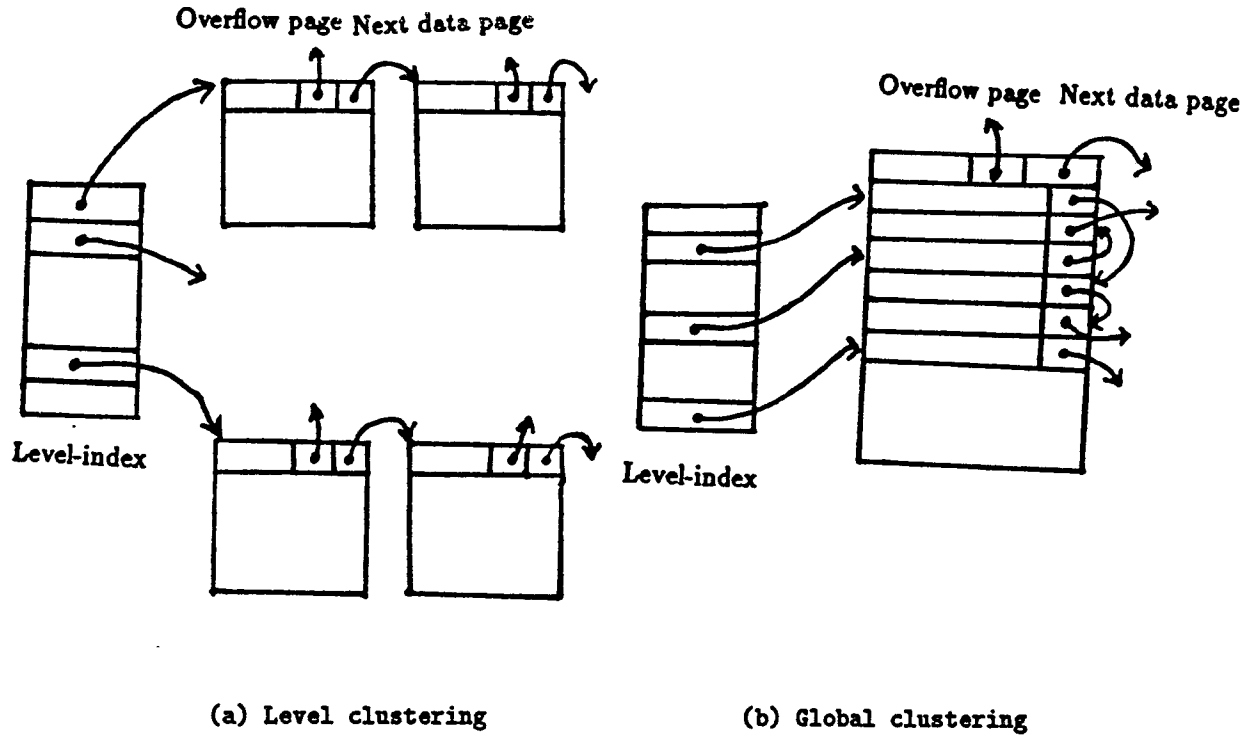 Overflow page Next data page
Level-index
(a) Level clustering
Overflow page Next data page
Level-index
(b) Global clustering